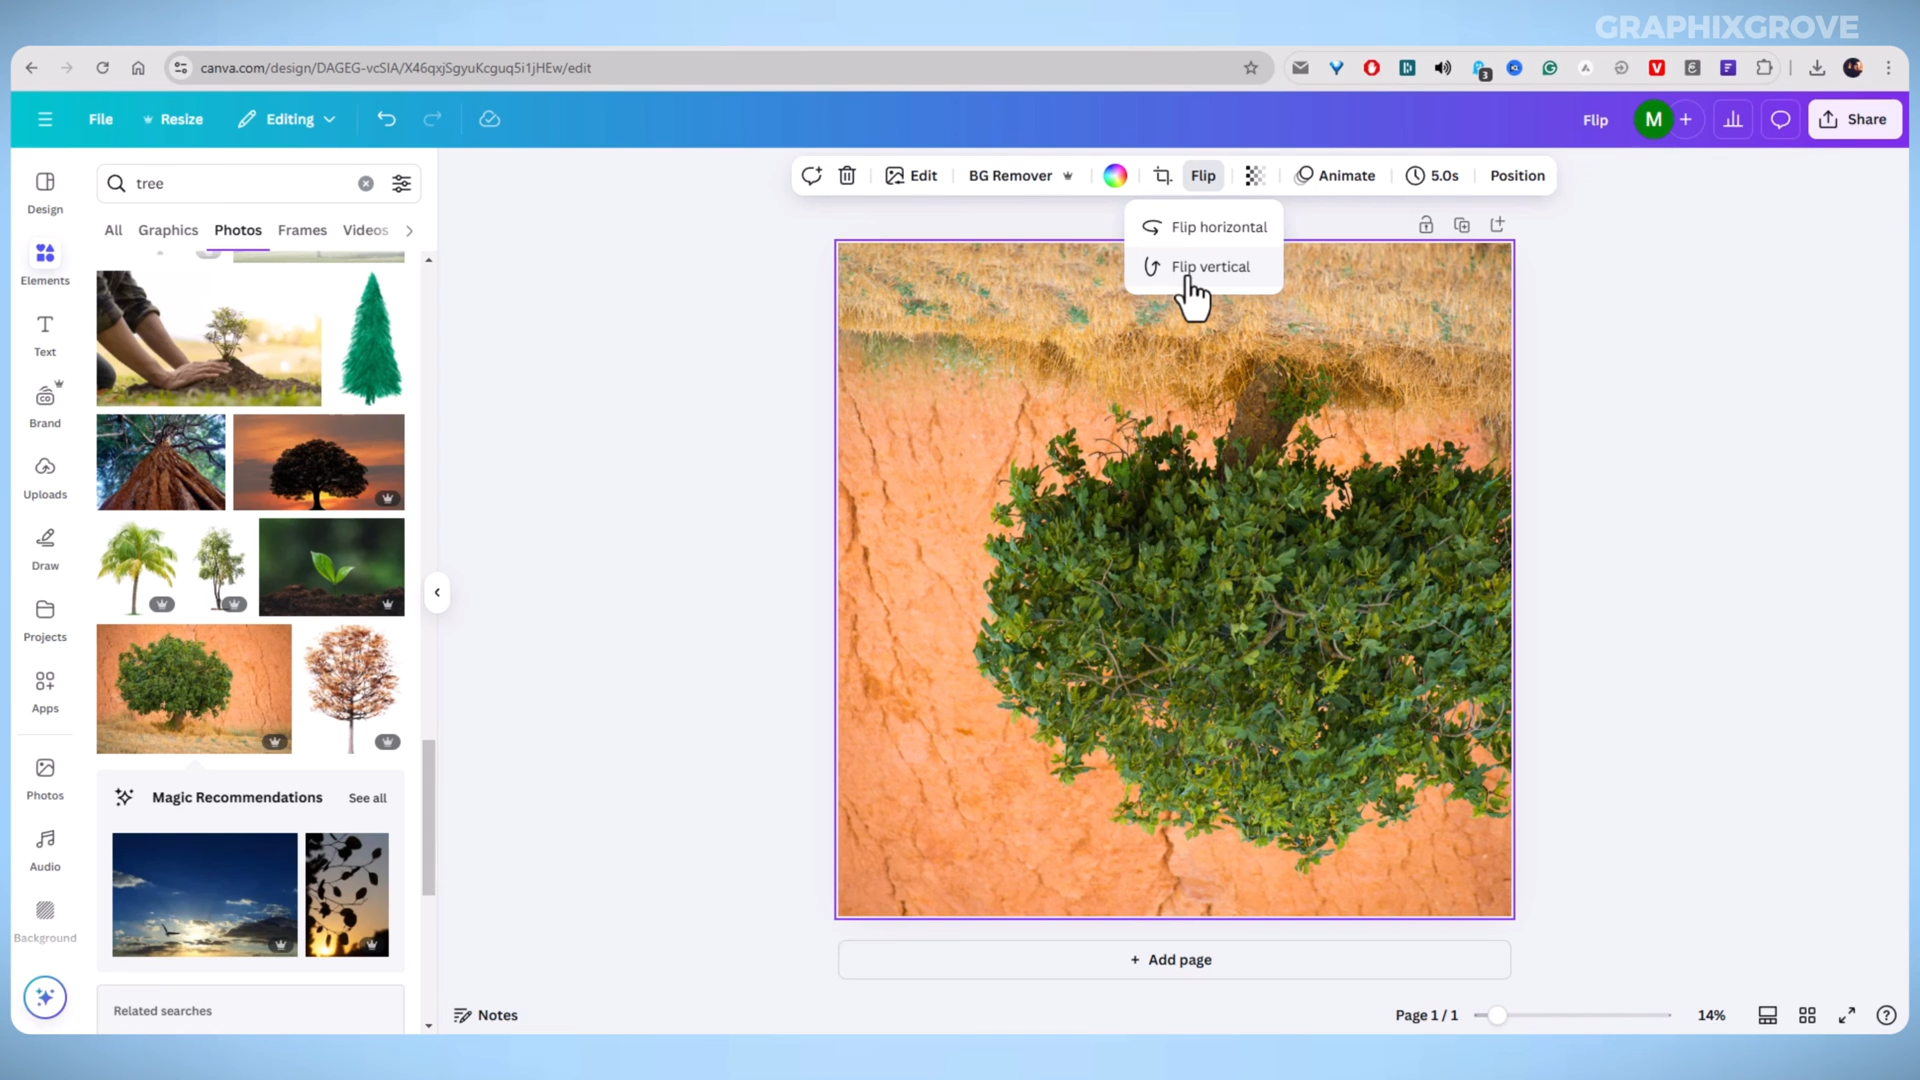 GRAPHIXGROVE
canva.com/design/DAGEG-vcSIA/X46qxjSgyuKcguq5i1jHEw/edit
3
File
Resize
Editing
Flip
M
+
Share
Design
Elements
Text
Brand
Uploads
Draw
Projects
Apps
Photos
Audio
Background
tree
All
Graphics
Photos
Frames
Videos
Magic Recommendations
See all
Related searches
Edit
BG Remover
Flip
Animate
5.0s
Position
Flip horizontal
Flip vertical
+ Add page
Notes
Page 1 / 1
14%